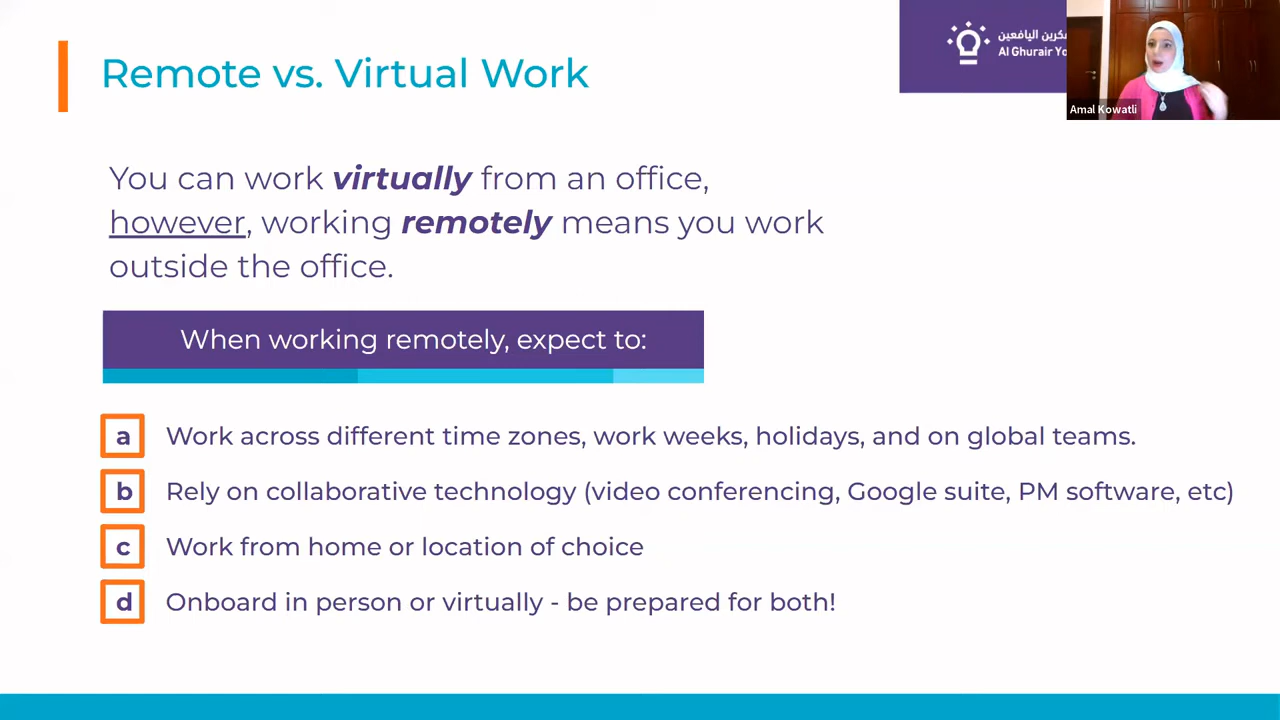 Remote vs. Virtual Work
Al Ghurair
Amal Kowatli
You can work virtually from an office,
however, working remotely means you work
outside the office.
When working remotely, expect to:
a Work across different time zones, work weeks, holidays, and on global teams.
b Rely on collaborative technology (video conferencing, Google suite, PM software, etc)
c Work from home or location of choice
d Onboard in person or virtually - be prepared for both!